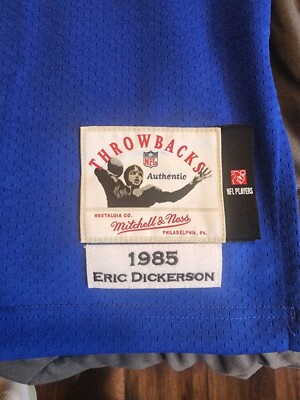 THROWBACKS
NFL
Authentic
NFL PLAYERS
NOSTALGIA CO.
Mitchell & Ness
PHILADELPHIA, PA.
1985
ERIC DICKERSON